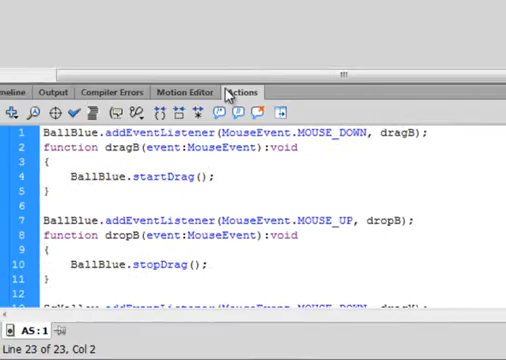 meline Output Compiler Errors Motion Editor ctions
1 BallBlue.addEventListener(MouseEvent.MOUSE_DOWN, dragB);
2 function dragB(event:MouseEvent):void
3 {
4 BallBlue.startDrag();
5 }
6
7 BallBlue.addEventListener(MouseEvent.MOUSE_UP, dropB);
8 function dropB(event:MouseEvent):void
9 {
10 BallBlue.stopDrag();
11 }
12
AS:1
Line 23 of 23, Col 2